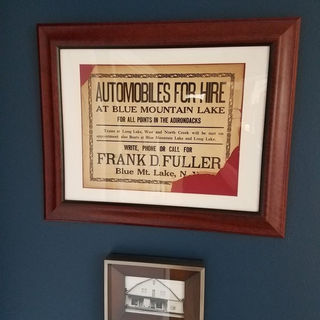 AUTOMOBILES FOR HIRE
AT BLUE MOUNTAIN LAKE
FOR ALL POINTS IN THE ADIRONDACKS
Trains at Long Lake, West and North Creek will be met on
appointment also Boats at Blue Mountain Lake and Long Lake.
WRITE, PHONE OR CALL FOR
FRANK D. FULLER
Blue Mt. Lake, N.